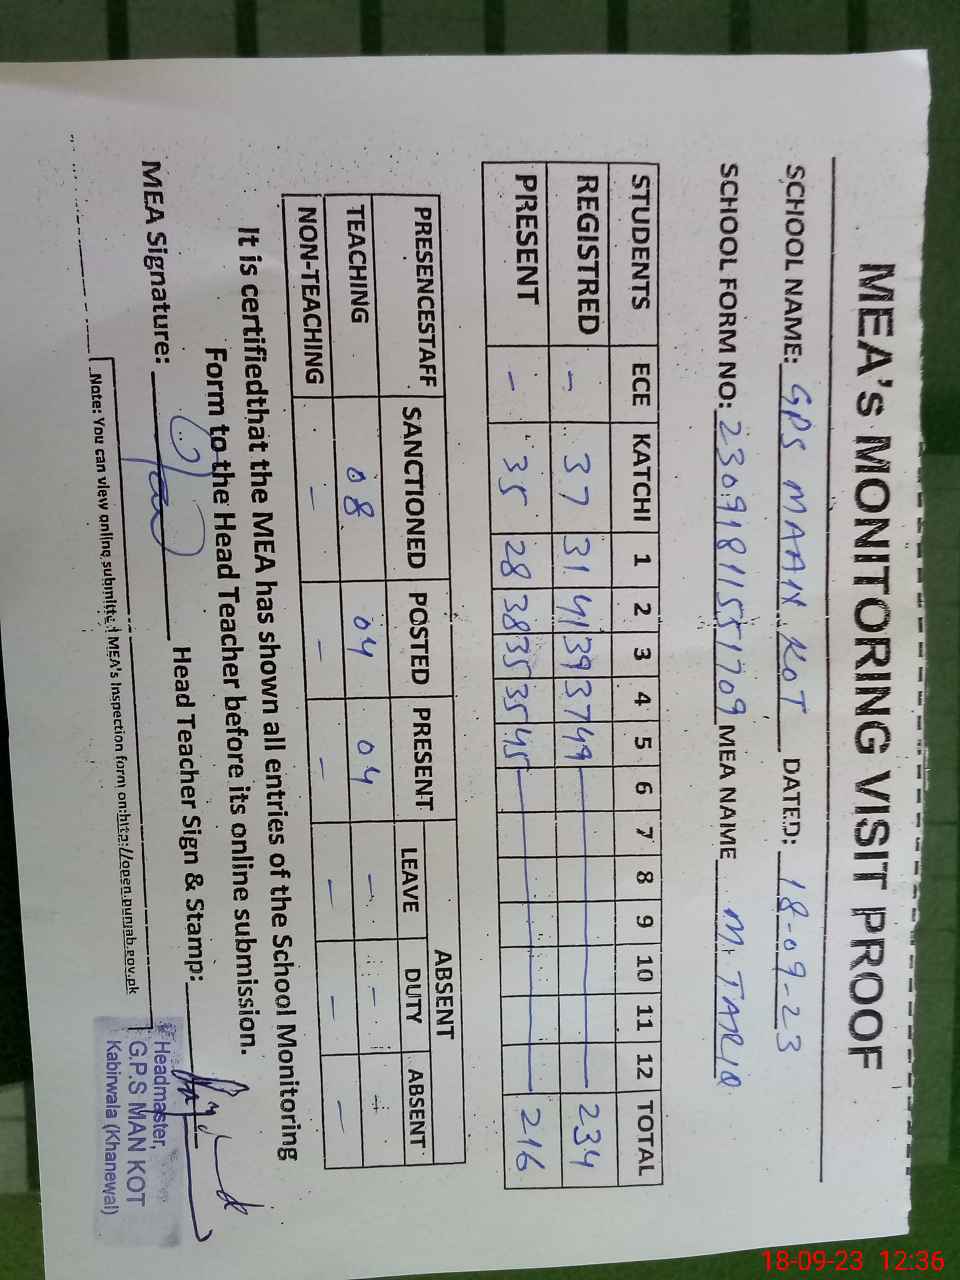 MEA's MONITORING VISIT PROOF
SCHOOL NAME: GPS MAAN KOT DATED: 18-09-23
SCHOOL FORM NO: 230918115551709 MEA NAME M. TARIQ
STUDENTS ECE KATCHI 1 2 3 4 5 6 7 8 9 10 11 12 TOTAL
REGISTRED - 37 31 41 39 37 49 234
PRESENT - 35 28 38 35 35 45 216
PRESENCESTAFF SANCTIONED POSTED PRESENT ABSENT
LEAVE DUTY ABSENT
TEACHING 08 04 04 - - -
NON-TEACHING - - - - - -
It is certifiedthat the MEA has shown all entries of the School Monitoring
Form to the Head Teacher before its online submission.
MEA Signature: Head Teacher Sign & Stamp:
Headmaster,
G.P.S MAN KOT
Kabirwala (Khanewal)
Note: You can view online submitted MEA's Inspection form on:http://open.punjab.gov.pk
18-09-23 12:36